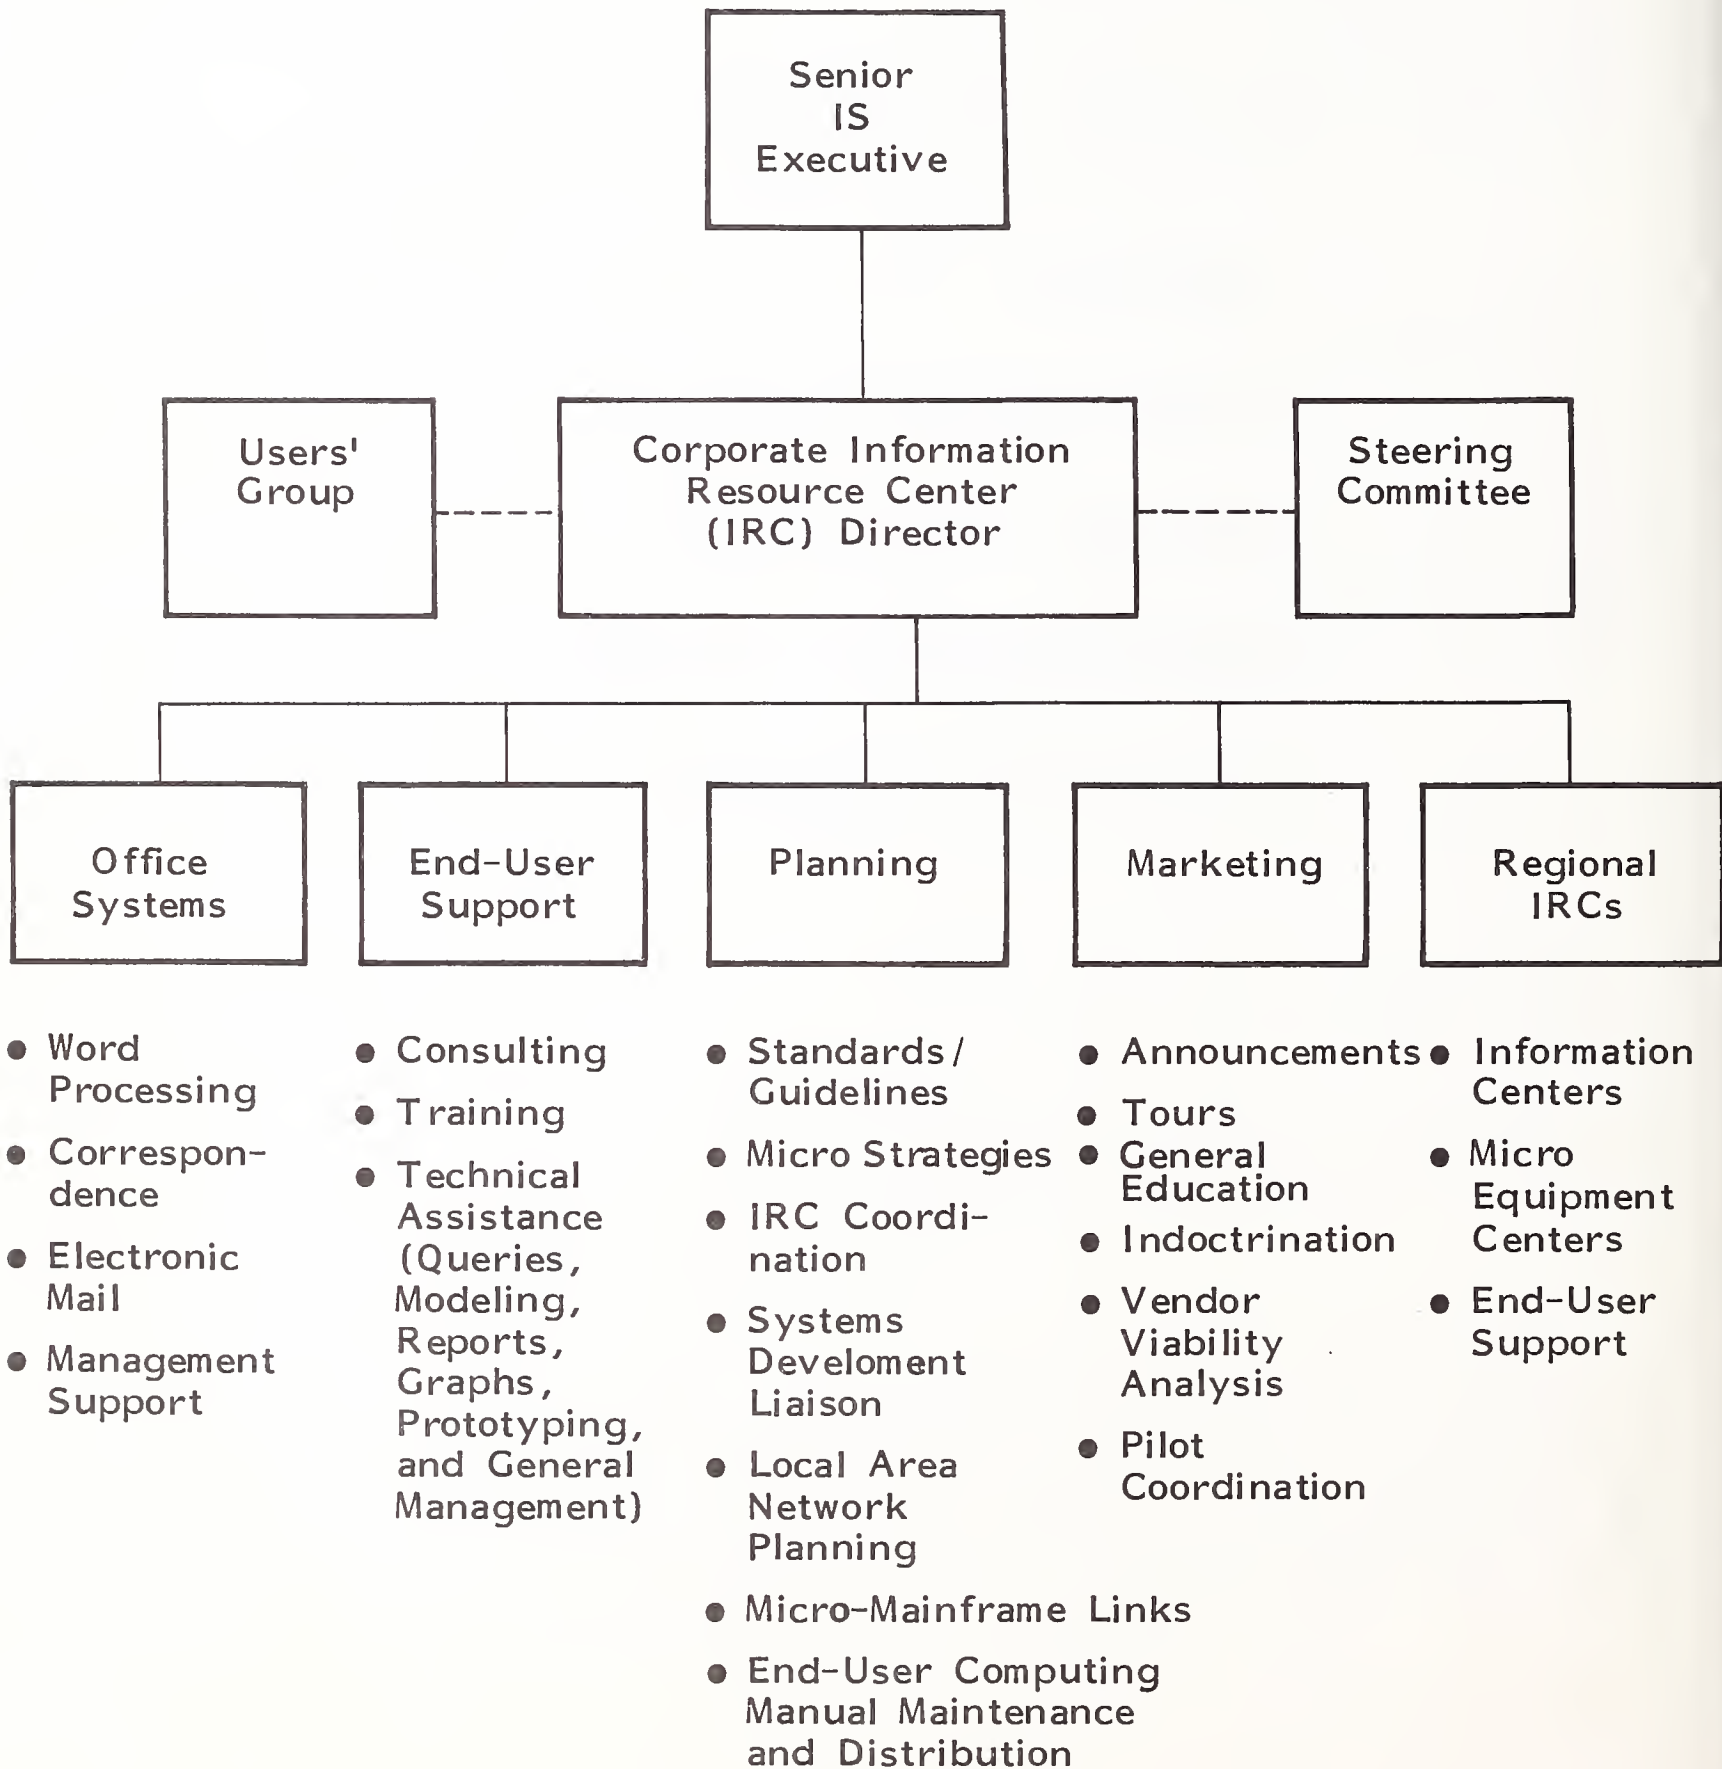 Senior
IS
Executive
Users'
Group
Corporate Information
Resource Center
(IRC) Director
Steering
Committee
Office
Systems
End-User
Support
Planning
Marketing
Regional
IRCs
● Word
Processing
● Correspon-
dence
● Electronic
Mail
● Management
Support
● Consulting
● Training
● Technical
Assistance
(Queries,
Modeling,
Reports,
Graphs,
Prototyping,
and General
Management)
● Standards/
Guidelines
● Micro Strategies
● IRC Coordi-
nation
● Systems
Develoment
Liaison
● Local Area
Network
Planning
● Micro-Mainframe Links
● End-User Computing
Manual Maintenance
and Distribution
● Announcements
● Tours
● General
Education
● Indoctrination
● Vendor
Viability
Analysis
● Pilot
Coordination
● Information
Centers
● Micro
Equipment
Centers
● End-User
Support